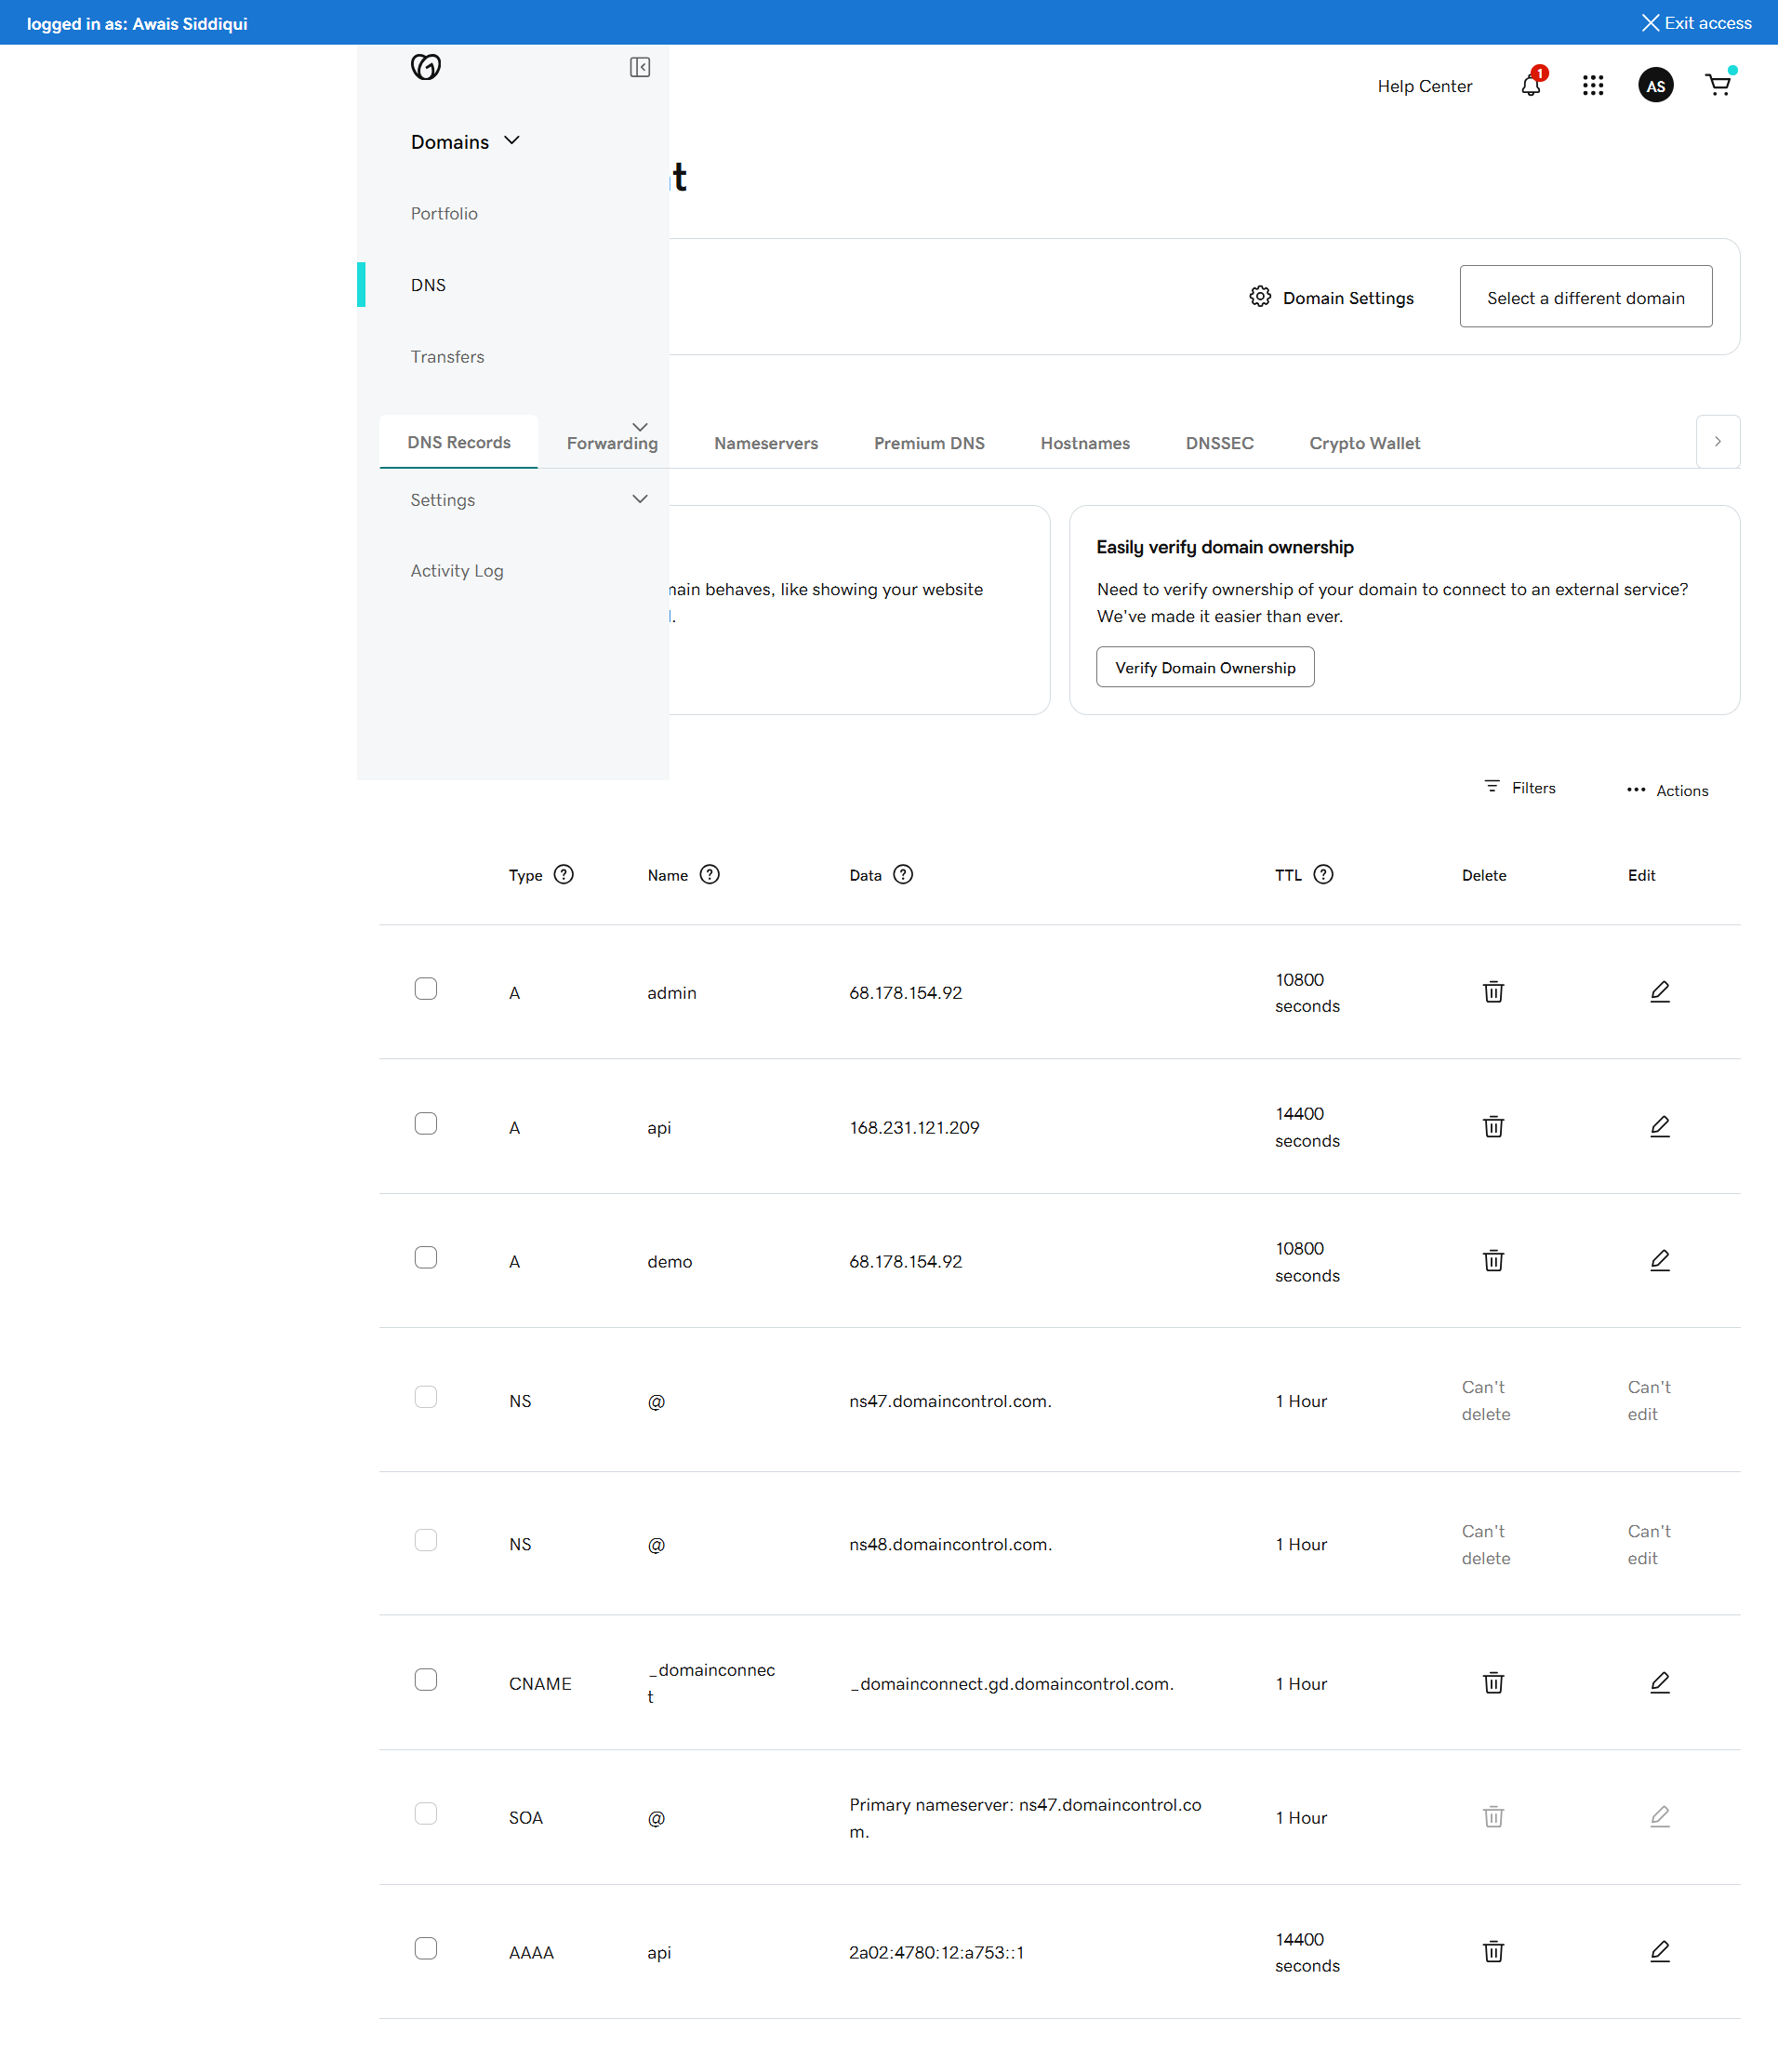 logged in as: Awais Siddiqui
Exit access
Help Center
1
AS
Domains
Portfolio
DNS
Transfers
Domain Settings
Select a different domain
DNS Records
Forwarding
Nameservers
Premium DNS
Hostnames
DNSSEC
Crypto Wallet
Settings
Activity Log
behaves, like showing your website
Easily verify domain ownership
Need to verify ownership of your domain to connect to an external service?
We've made it easier than ever.
Verify Domain Ownership
Filters
Actions
Type
Name
Data
TTL
Delete
Edit
A
admin
68.178.154.92
10800
seconds
A
api
168.231.121.209
14400
seconds
A
demo
68.178.154.92
10800
seconds
NS
@
ns47.domaincontrol.com.
1 Hour
Can't
delete
Can't
edit
NS
@
ns48.domaincontrol.com.
1 Hour
Can't
delete
Can't
edit
CNAME
_domainconnec
t
_domainconnect.gd.domaincontrol.com.
1 Hour
SOA
@
Primary nameserver: ns47.domaincontrol.co
m.
1 Hour
AAAA
api
2a02:4780:12:a753::1
14400
seconds